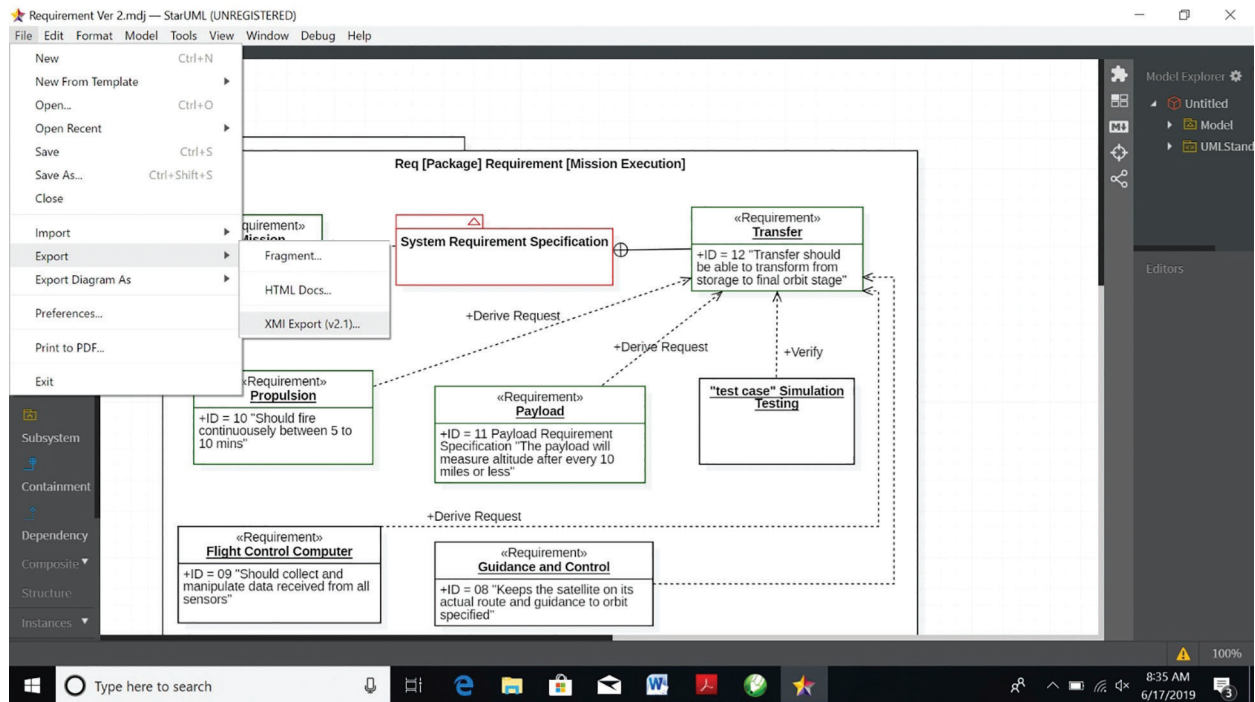 Requirement Ver 2.mdj — StarUML (UNREGISTERED)
File Edit Format Model Tools View Window Debug Help
New Ctrl+N
New From Template
Open... Ctrl+O
Open Recent
Save Ctrl+S
Save As... Ctrl+Shift+S
Close
Import
Export
Export Diagram As
Preferences...
Print to PDF...
Exit
Fragment...
HTML Docs...
XMI Export (v2.1)...
Subsystem
Containment
Dependency
Composite
Structure
Instances
Req [Package] Requirement [Mission Execution]
quirement»
System Requirement Specification
«Requirement»
Transfer
+ID = 12 "Transfer should
be able to transform from
storage to final orbit stage"
+Derive Request
+Derive Request
+Verify
«Requirement»
Propulsion
+ID = 10 "Should fire
continuousely between 5 to
10 mins"
«Requirement»
Payload
+ID = 11 Payload Requirement
Specification "The payload will
measure altitude after every 10
miles or less"
"test case" Simulation
Testing
+Derive Request
«Requirement»
Flight Control Computer
+ID = 09 "Should collect and
manipulate data received from all
sensors"
«Requirement»
Guidance and Control
+ID = 08 "Keeps the satellite on its
actual route and guidance to orbit
specified"
Model Explorer
Untitled
Model
UMLStand
Editors
100%
Type here to search
8:35 AM
6/17/2019
3